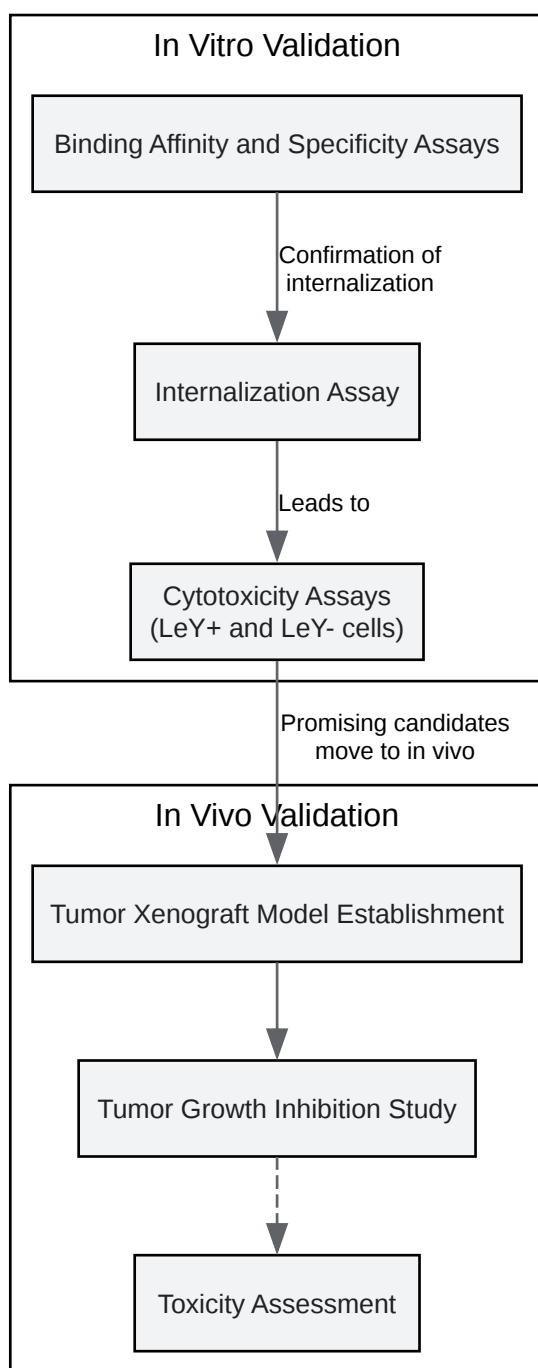 In Vitro Validation
Binding Affinity and Specificity Assays
Confirmation of
internalization
Internalization Assay
Leads to
Cytotoxicity Assays
(LeY+ and LeY- cells)
Promising candidates
move to in vivo
In Vivo Validation
Tumor Xenograft Model Establishment
Tumor Growth Inhibition Study
Toxicity Assessment